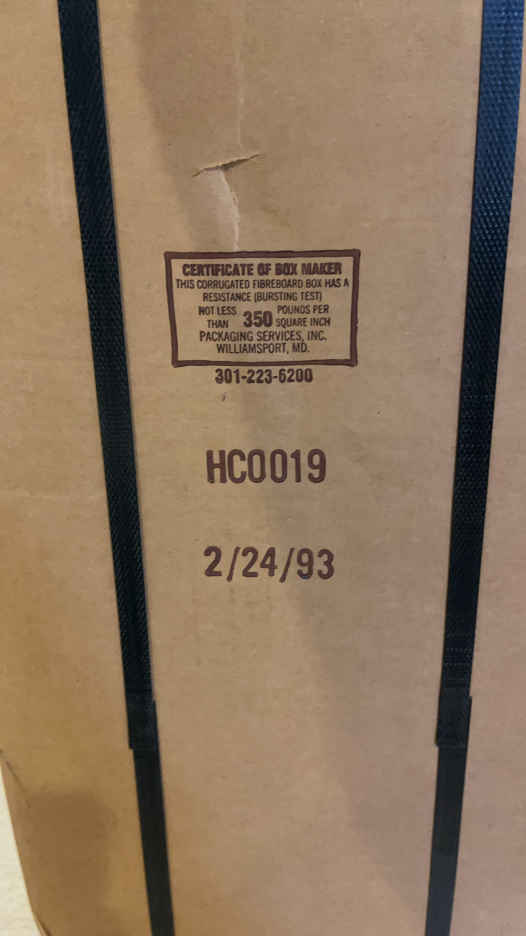 CERTIFICATE OF BOX MAKER
THIS CORRUGATED FIBREBOARD BOX HAS A
RESISTANCE (BURSTING TEST)
NOT LESS THAN 350 POUNDS PER SQUARE INCH
PACKAGING SERVICES, INC.
WILLIAMSPORT, MD.
301-223-6200
HC0019
2/24/93